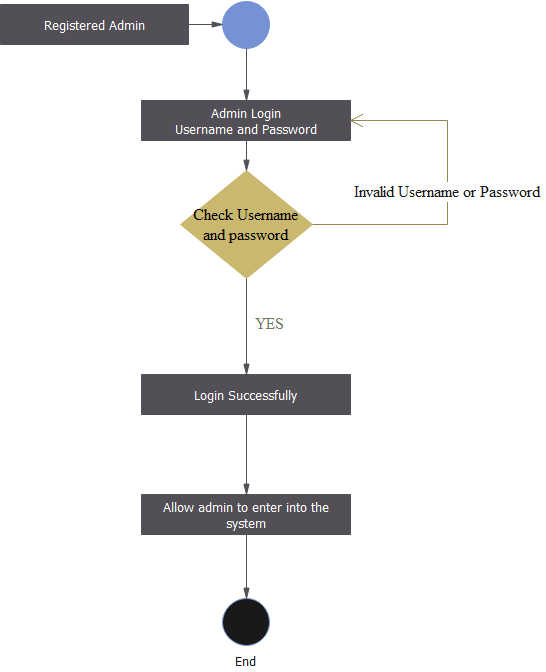 Registered Admin
Admin Login
Username and Password
Invalid Username or Password
Check Username
and password
YES
Login Successfully
Allow admin to enter into the
system
End